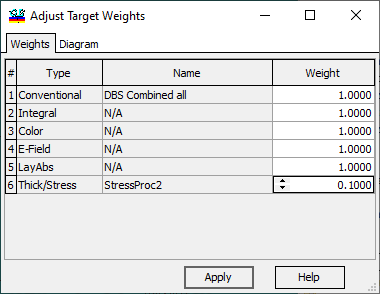 Adjust Target Weights
Weights Diagram
# Type Name Weight
1 Conventional DBS Combined all 1.0000
2 Integral N/A 1.0000
3 Color N/A 1.0000
4 E-Field N/A 1.0000
5 LayAbs N/A 1.0000
6 Thick/Stress StressProc2 0.1000
Apply Help